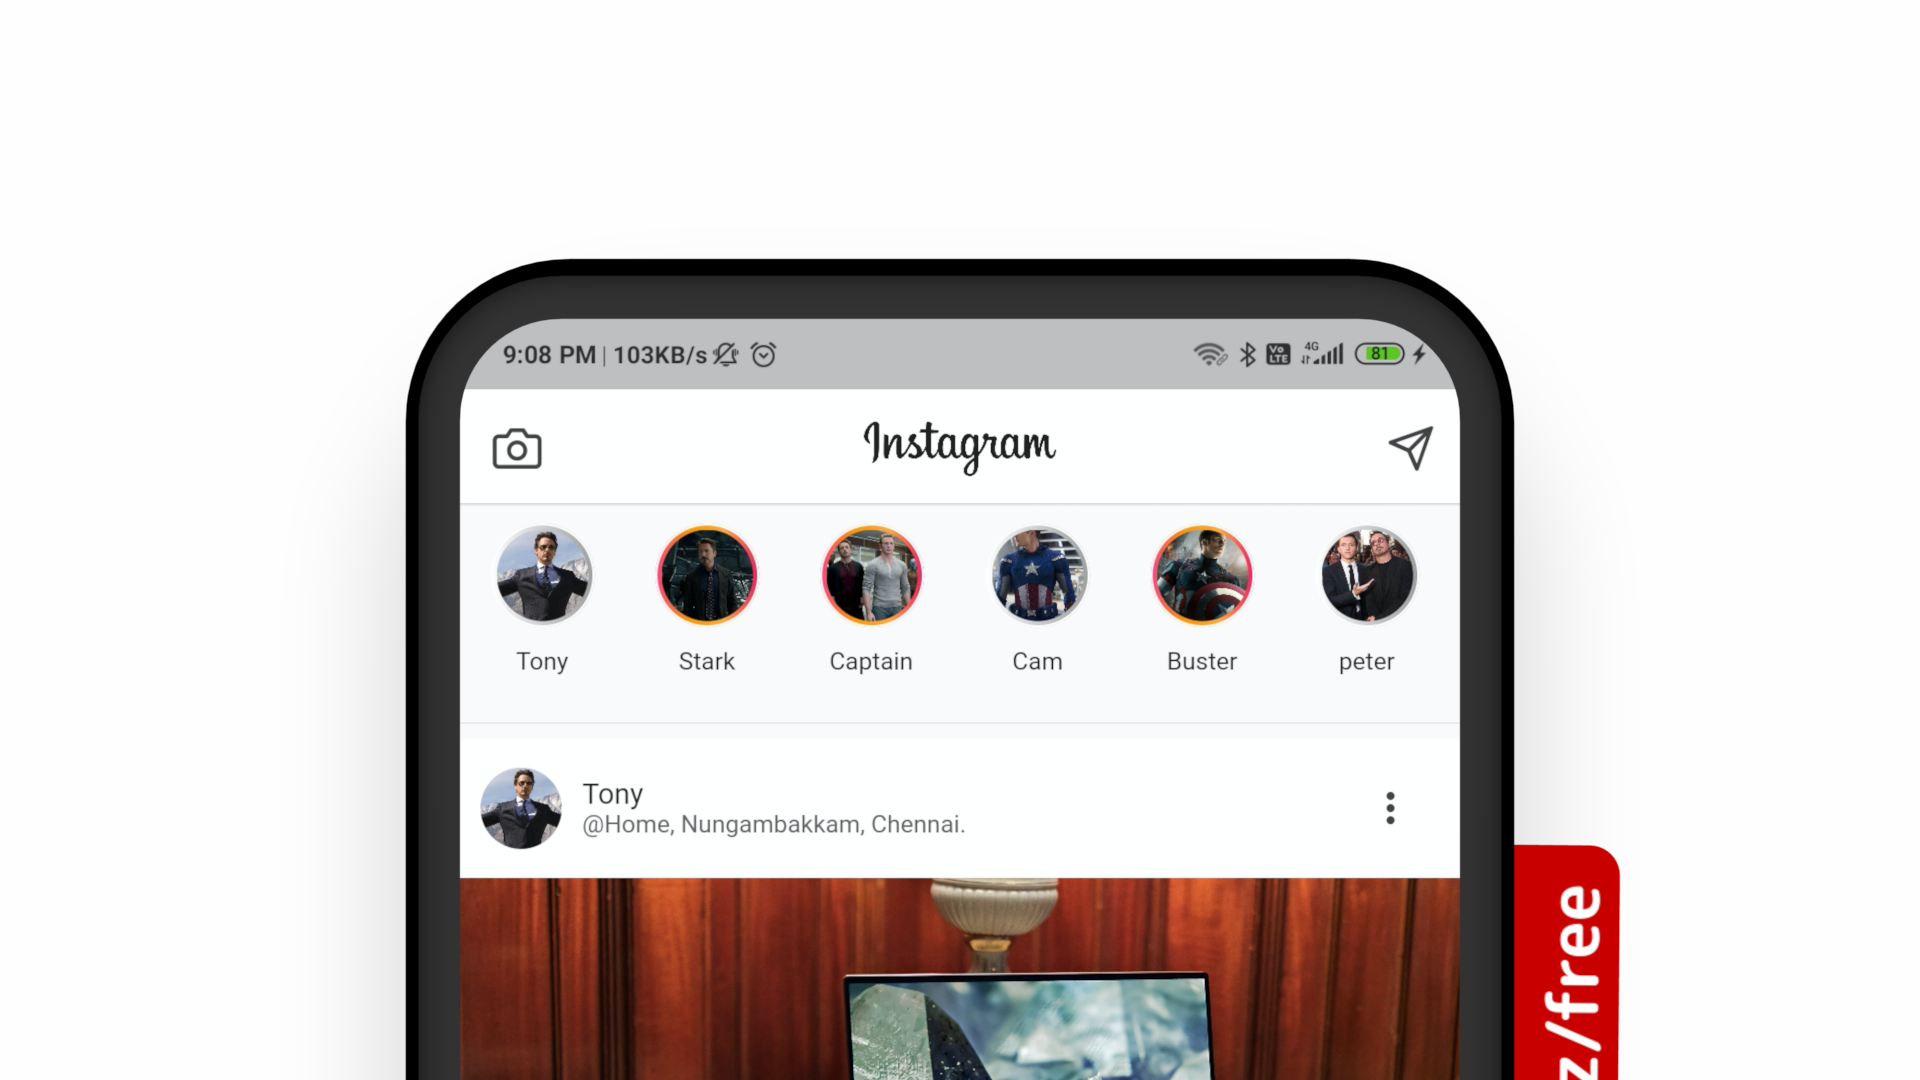 9:08 PM | 103KB/s
Vo LTE
4G
81
Instagram
Tony
Stark
Captain
Cam
Buster
peter
Tony
@Home, Nungambakkam, Chennai.
z/free